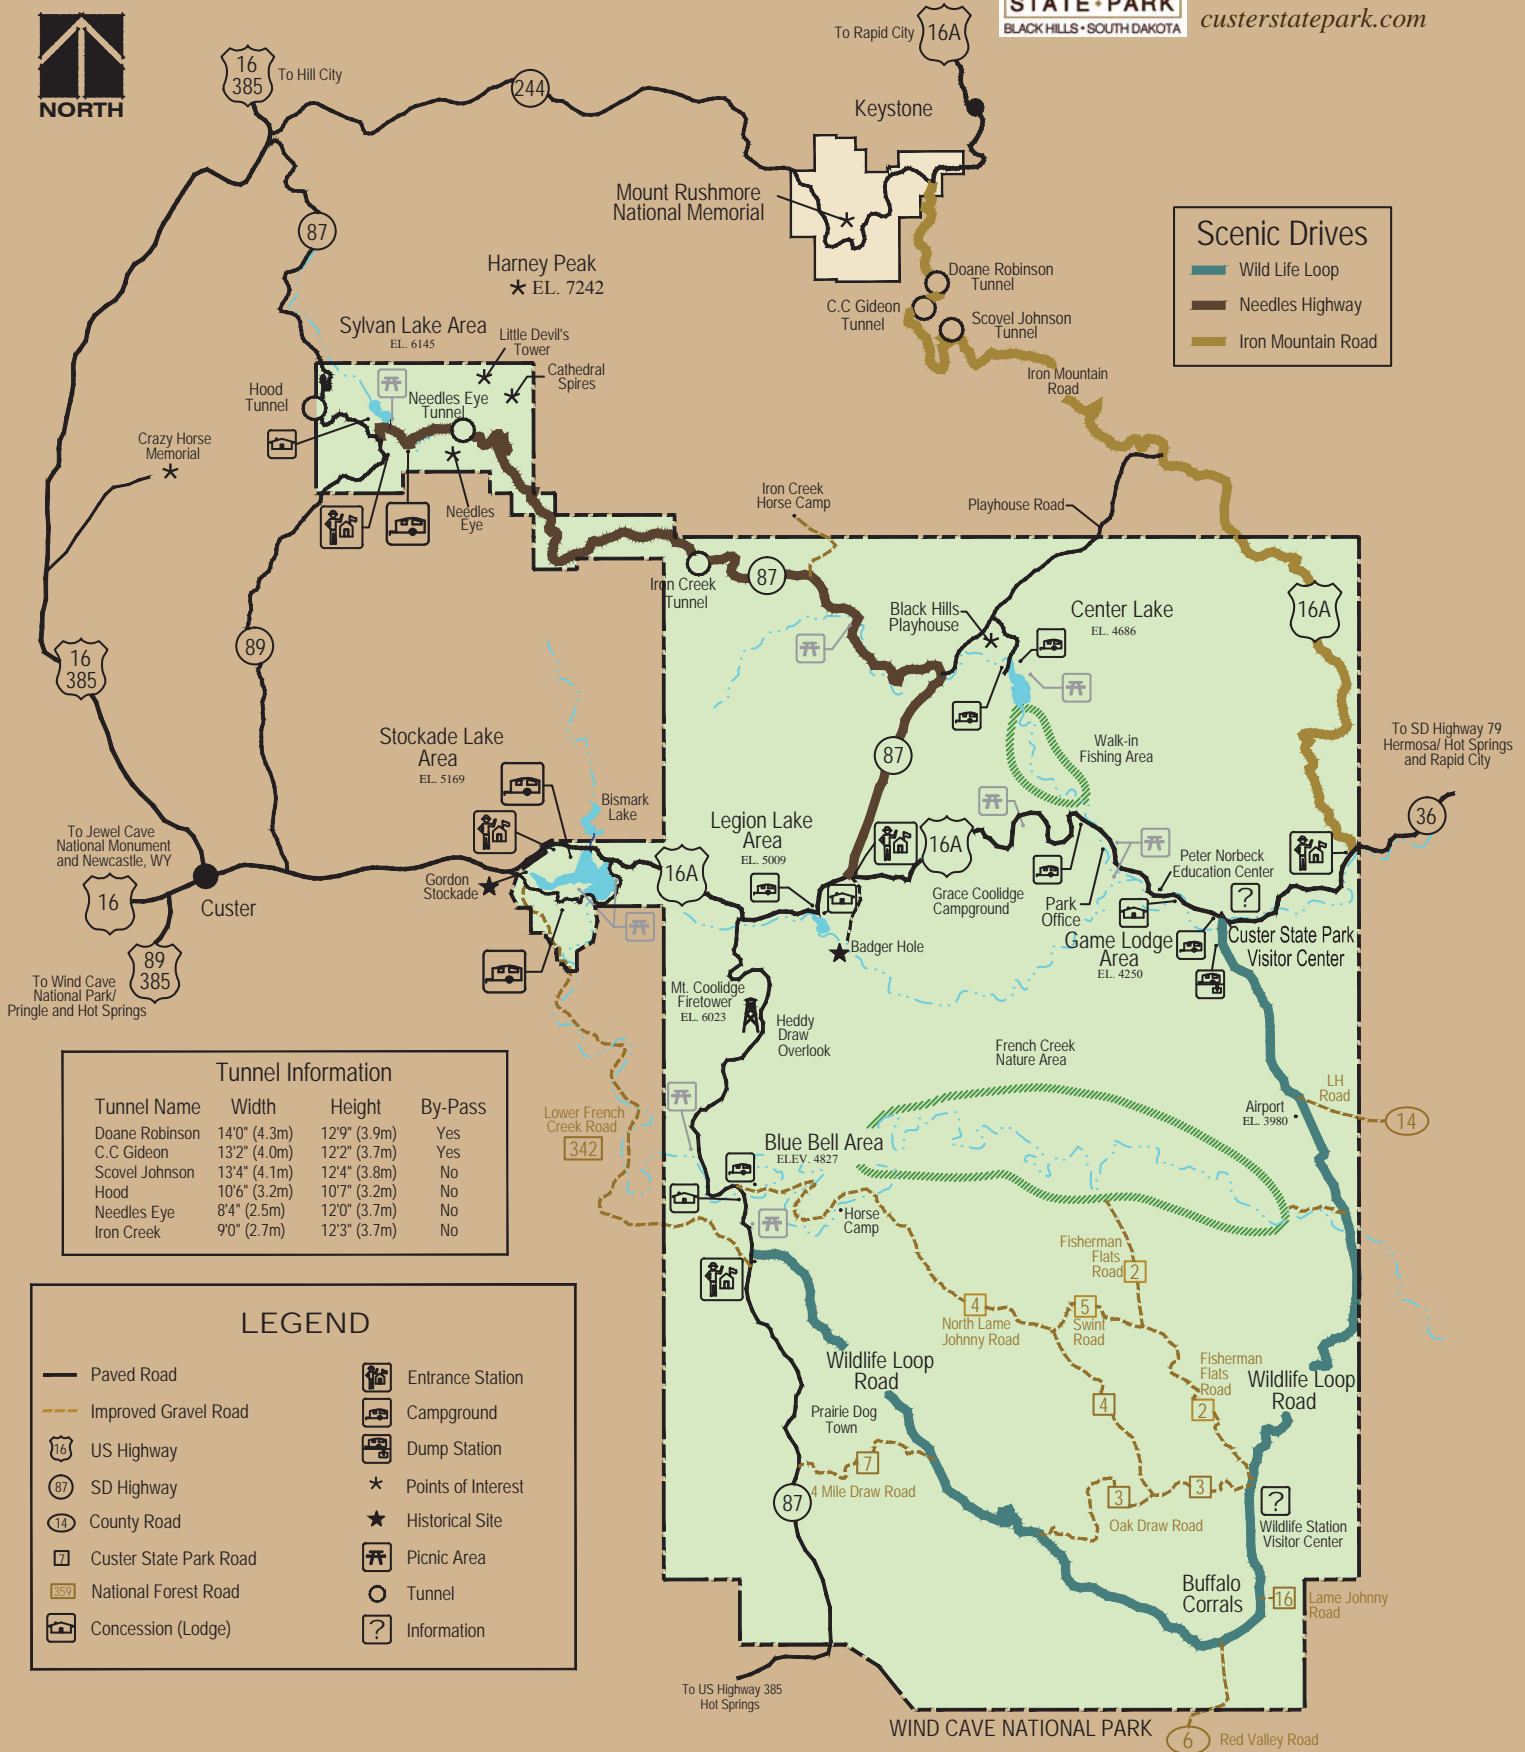 STATE • PARK
BLACK HILLS • SOUTH DAKOTA
custerstatepark.com
NORTH
16
385
To Hill City
244
To Rapid City
16A
Keystone
Mount Rushmore
National Memorial
87
Harney Peak
EL. 7242
Scenic Drives
Wild Life Loop
Needles Highway
Iron Mountain Road
Doane Robinson
Tunnel
C.C Gideon
Tunnel
Scovel Johnson
Tunnel
Iron Mountain
Road
Sylvan Lake Area
EL. 6145
Little Devil's
Tower
Cathedral
Spires
Hood
Tunnel
Needles Eye
Tunnel
Crazy Horse
Memorial
Needles
Eye
Iron Creek
Horse Camp
Playhouse Road
Iron Creek
Tunnel
87
Black Hills
Playhouse
Center Lake
EL. 4686
16A
89
16
385
Stockade Lake
Area
EL. 5169
Bismark
Lake
87
Walk-in
Fishing Area
To SD Highway 79
Hermosa/ Hot Springs
and Rapid City
36
Legion Lake
Area
EL. 5009
16A
16A
To Jewel Cave
National Monument
and Newcastle, WY
16
Custer
Gordon
Stockade
Grace Coolidge
Campground
Park
Office
Peter Norbeck
Education Center
?
Game Lodge
Area
EL. 4250
Custer State Park
Visitor Center
Badger Hole
89
385
To Wind Cave
National Park/
Pringle and Hot Springs
Mt. Coolidge
Firetower
EL. 6023
Heddy
Draw
Overlook
French Creek
Nature Area
LH
Road
14
Airport
EL. 3980
Tunnel Information
Tunnel Name Width Height By-Pass
Doane Robinson 14'0" (4.3m) 12'9" (3.9m) Yes
C.C Gideon 13'2" (4.0m) 12'2" (3.7m) Yes
Scovel Johnson 13'4" (4.1m) 12'4" (3.8m) No
Hood 10'6" (3.2m) 10'7" (3.2m) No
Needles Eye 8'4" (2.5m) 12'0" (3.7m) No
Iron Creek 9'0" (2.7m) 12'3" (3.7m) No
Lower French
Creek Road
342
Blue Bell Area
ELEV. 4827
Horse
Camp
Fisherman
Flats
Road
2
4
North Lame
Johnny Road
5
Swint
Road
Wildlife Loop
Road
Fisherman
Flats
Road
2
Wildlife Loop
Road
4
Prairie Dog
Town
7
4 Mile Draw Road
87
3
3
Oak Draw Road
?
Wildlife Station
Visitor Center
Buffalo
Corrals
16
Lame Johnny
Road
LEGEND
Paved Road
Improved Gravel Road
16
US Highway
87
SD Highway
14
County Road
7
Custer State Park Road
359
National Forest Road
Concession (Lodge)
Entrance Station
Campground
Dump Station
Points of Interest
Historical Site
Picnic Area
Tunnel
?
Information
To US Highway 385
Hot Springs
WIND CAVE NATIONAL PARK
6
Red Valley Road